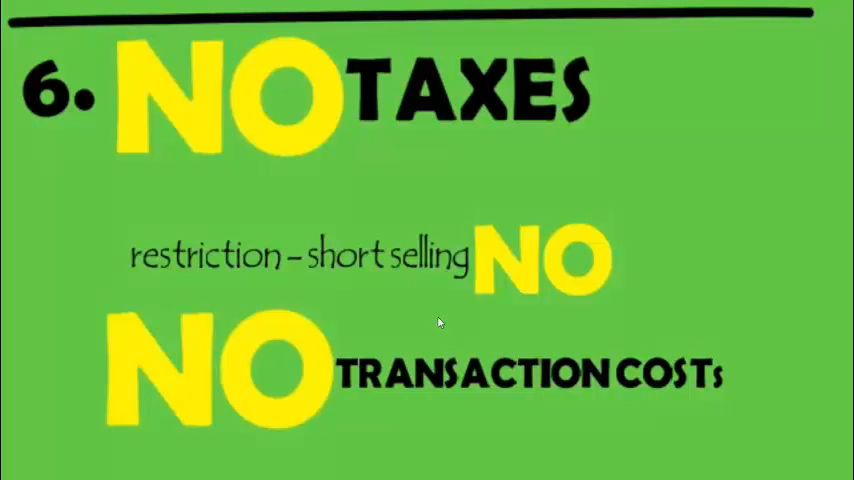 6. NO TAXES
restriction - short selling NO
NO TRANSACTION COSTs